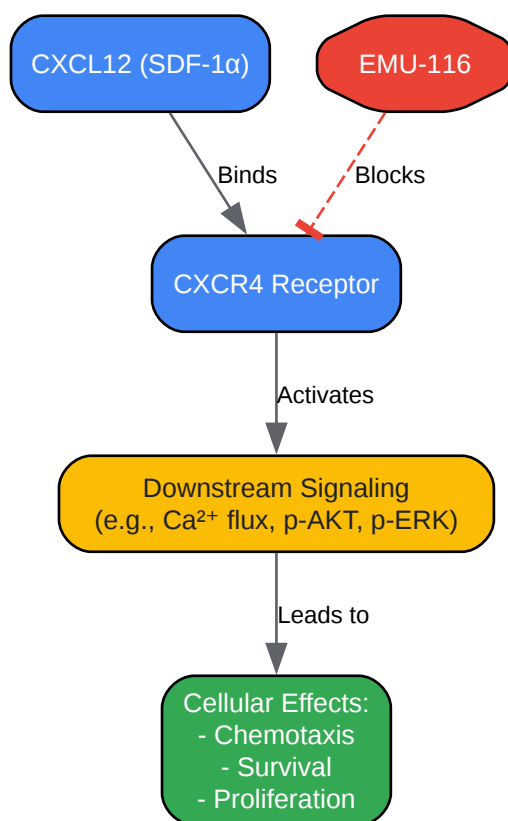 CXCL12 (SDF-1α)
EMU-116
Binds
Blocks
CXCR4 Receptor
Activates
Downstream Signaling
(e.g., Ca²⁺ flux, p-AKT, p-ERK)
Leads to
Cellular Effects:
- Chemotaxis
- Survival
- Proliferation